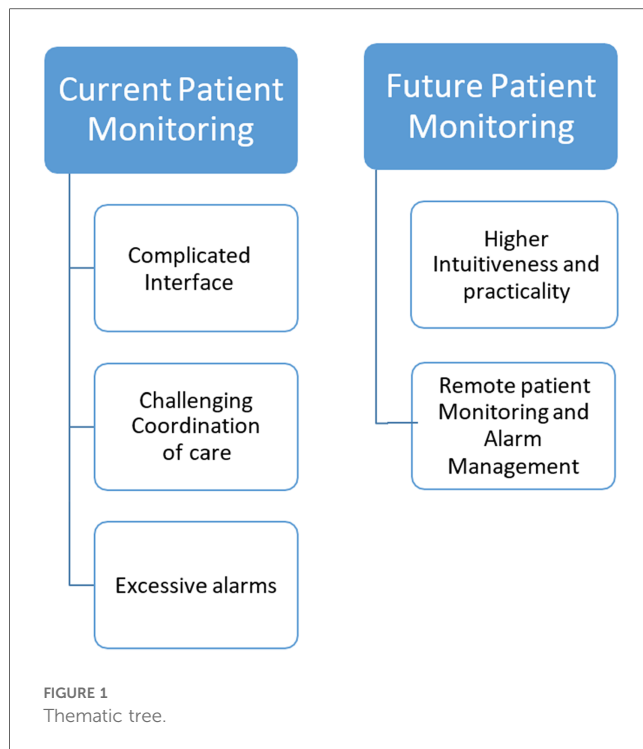 Current Patient
Monitoring
Complicated
Interface
Challenging
Coordination
of care
Excessive alarms
Future Patient
Monitoring
Higher
Intuitiveness and
practicality
Remote patient
Monitoring and
Alarm
Management
FIGURE 1
Thematic tree.